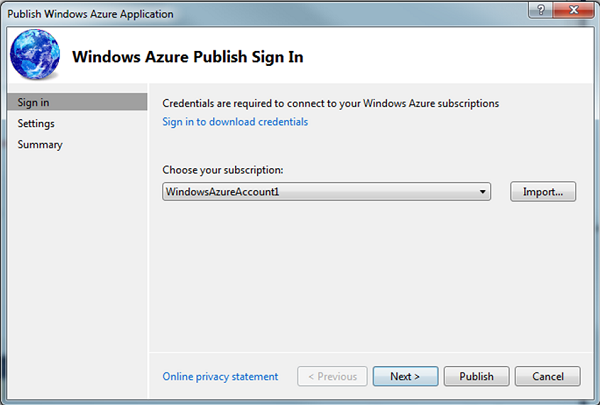 Publish Windows Azure Application
Windows Azure Publish Sign In
Sign in
Settings
Summary
Credentials are required to connect to your Windows Azure subscriptions
Sign in to download credentials
Choose your subscription:
WindowsAzureAccount1
Import...
Online privacy statement
< Previous
Next >
Publish
Cancel